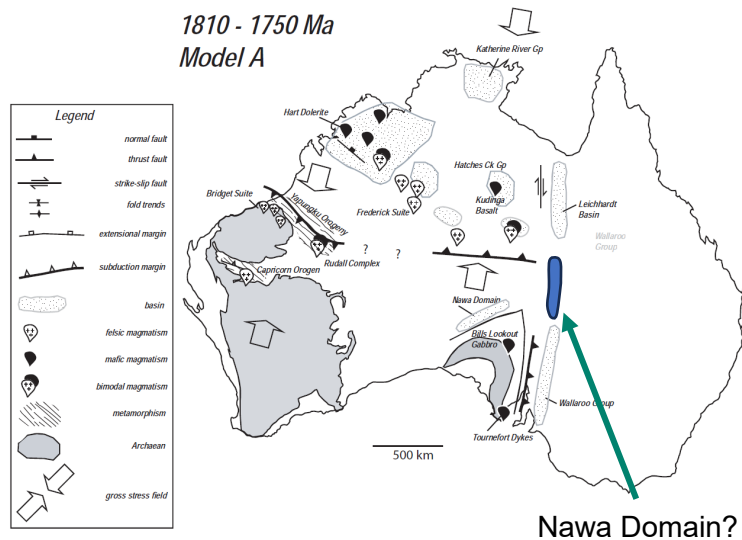 1810 - 1750 Ma
Model A
Katherine River Gp
Legend
normal fault
thrust fault
strike-slip fault
fold trends
extensional margin
subduction margin
basin
felsic magmatism
mafic magmatism
bimodal magmatism
metamorphism
Archaean
gross stress field
Hart Dolerite
Hatches Ck Gp
Bridget Suite
Yapungku Orogeny
Frederick Suite
Kudinga
Basalt
Leichhardt
Basin
Wallaroo
Group
?
?
Rudall Complex
Capricorn Orogen
Nawa Domain
Bills Lookout
Gabbro
Wallaroo Group
Tournefort Dykes
500 km
Nawa Domain?